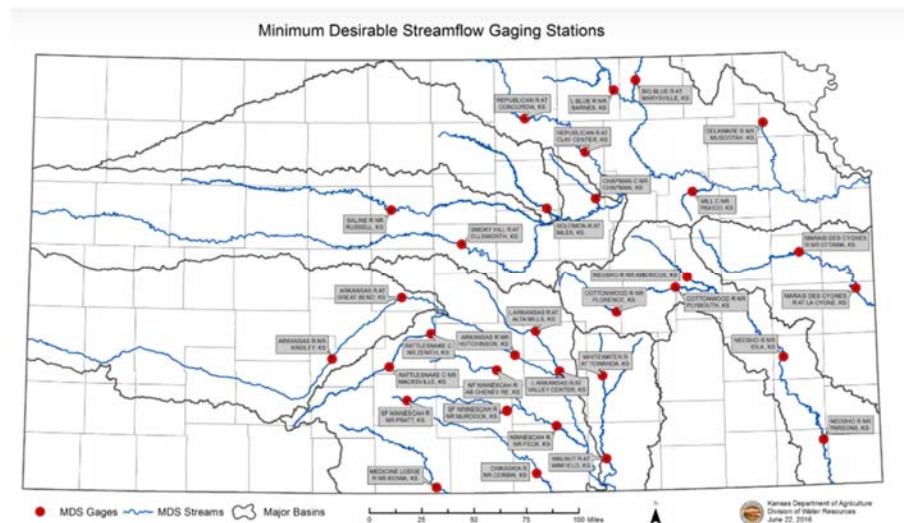 Minimum Desirable Streamflow Gaging Stations
REPUBLICAN R AT
CONCORDIA, KS
L BLUE R NR
BARNES, KS
BIG BLUE R AT
MARYSVILLE, KS
DELAWARE R NR
MUSCOTAH, KS
REPUBLICAN R AT
CLAY CENTER, KS
CHAPMAN C NR
CHAPMAN, KS
MILL C NR
PAXICO, KS
SALINE R NR
RUSSELL, KS
SMOKY HILL R AT
ELLSWORTH, KS
SOLOMON R AT
NILES, KS
MARAIS DES CYGNES
R NR OTTAWA, KS
NEOSHO R NR AMERICUS, KS
ARKANSAS R AT
GREAT BEND, KS
COTTONWOOD R NR
FLORENCE, KS
COTTONWOOD R NR
PLYMOUTH, KS
MARAIS DES CYGNES
R AT LA CYGNE, KS
L ARKANSAS R AT
ALTA MILLS, KS
ARKANSAS R NR
KINSLEY, KS
RATTLESNAKE C
NR ZENITH, KS
ARKANSAS R NR
HUTCHINSON, KS
WHITEWATER R
AT TOWANDA, KS
NEOSHO R NR
IOLA, KS
RATTLESNAKE C NR
MACKSVILLE, KS
NF NINNESCAH R
AB CHENEY RE, KS
L ARKANSAS R AT
VALLEY CENTER, KS
SF NINNESCAH R
NR PRATT, KS
SF NINNESCAH R
NR MURDOCK, KS
NINNESCAH R
NR PECK, KS
NEOSHO R NR
PARSONS, KS
WALNUT R AT
WINFIELD, KS
MEDICINE LODGE
R NR KIOWA, KS
CHIKASKIA R
NR CORBIN, KS
MDS Gages
MDS Streams
Major Basins
0
50
100 Miles
N
Kansas Department of Agriculture
Division of Water Resources
June 22, 2016